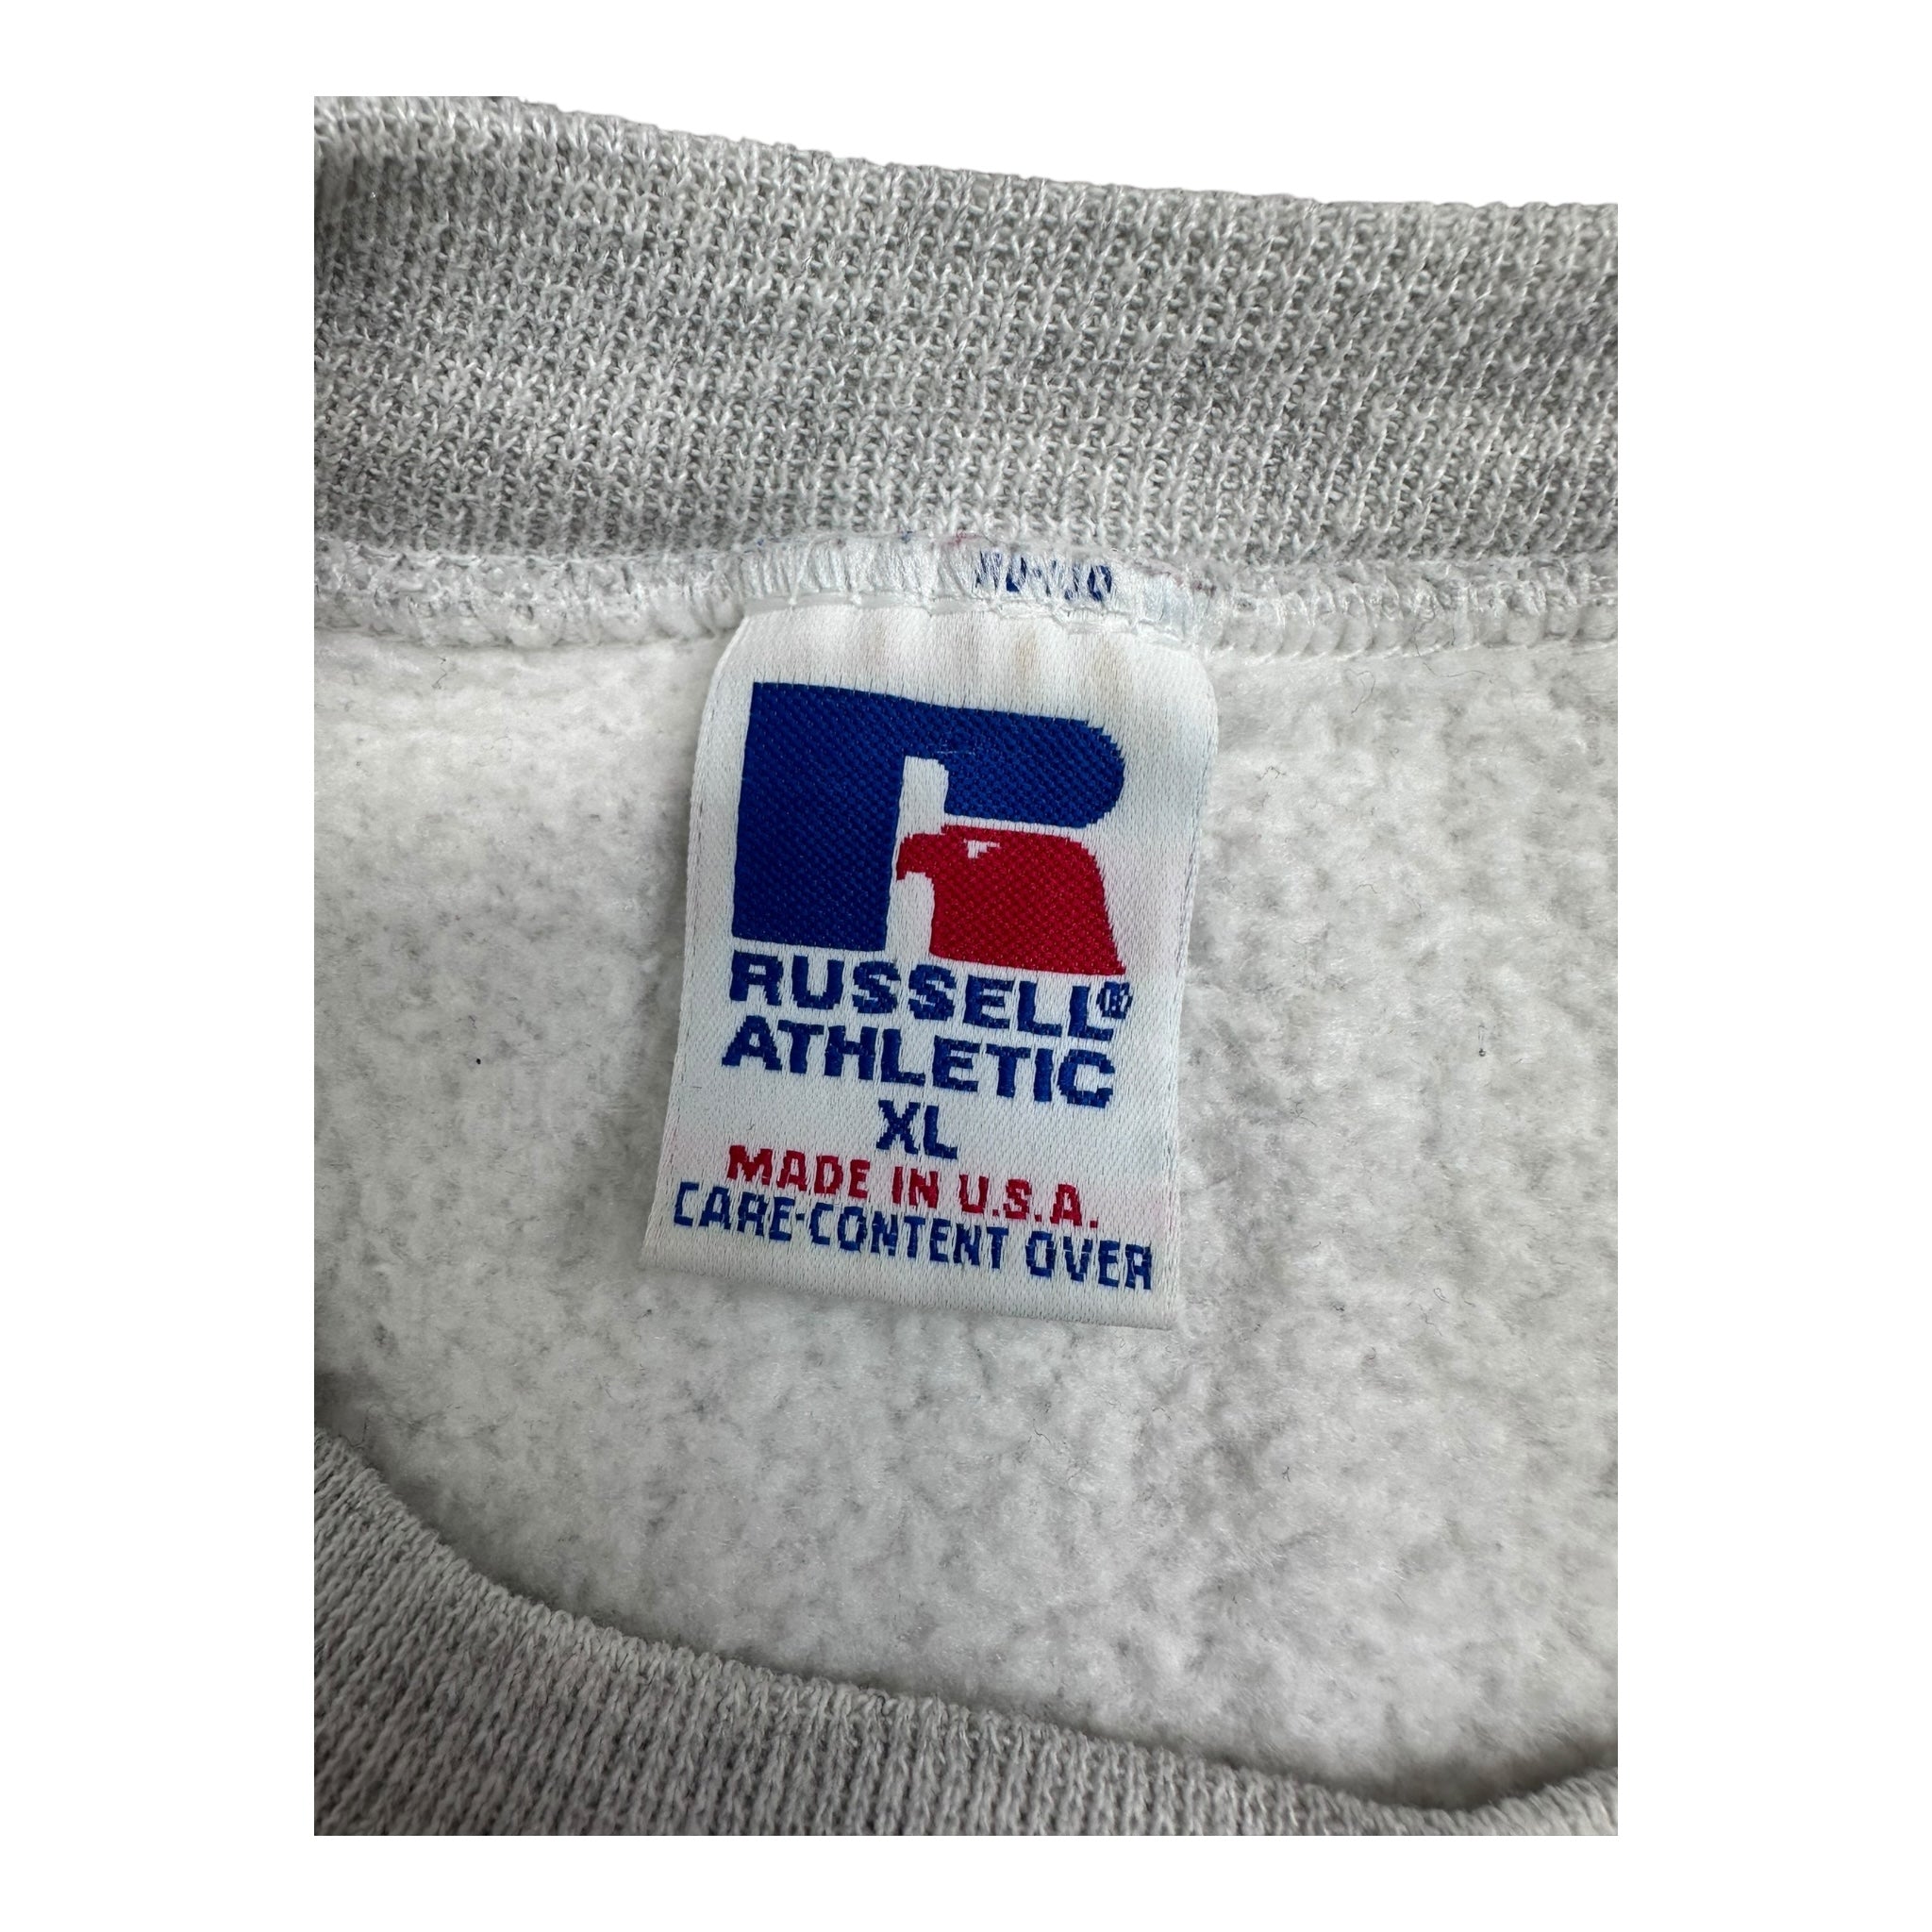 RUSSELL®
ATHLETIC
XL
MADE IN U.S.A.
CARE-CONTENT OVER